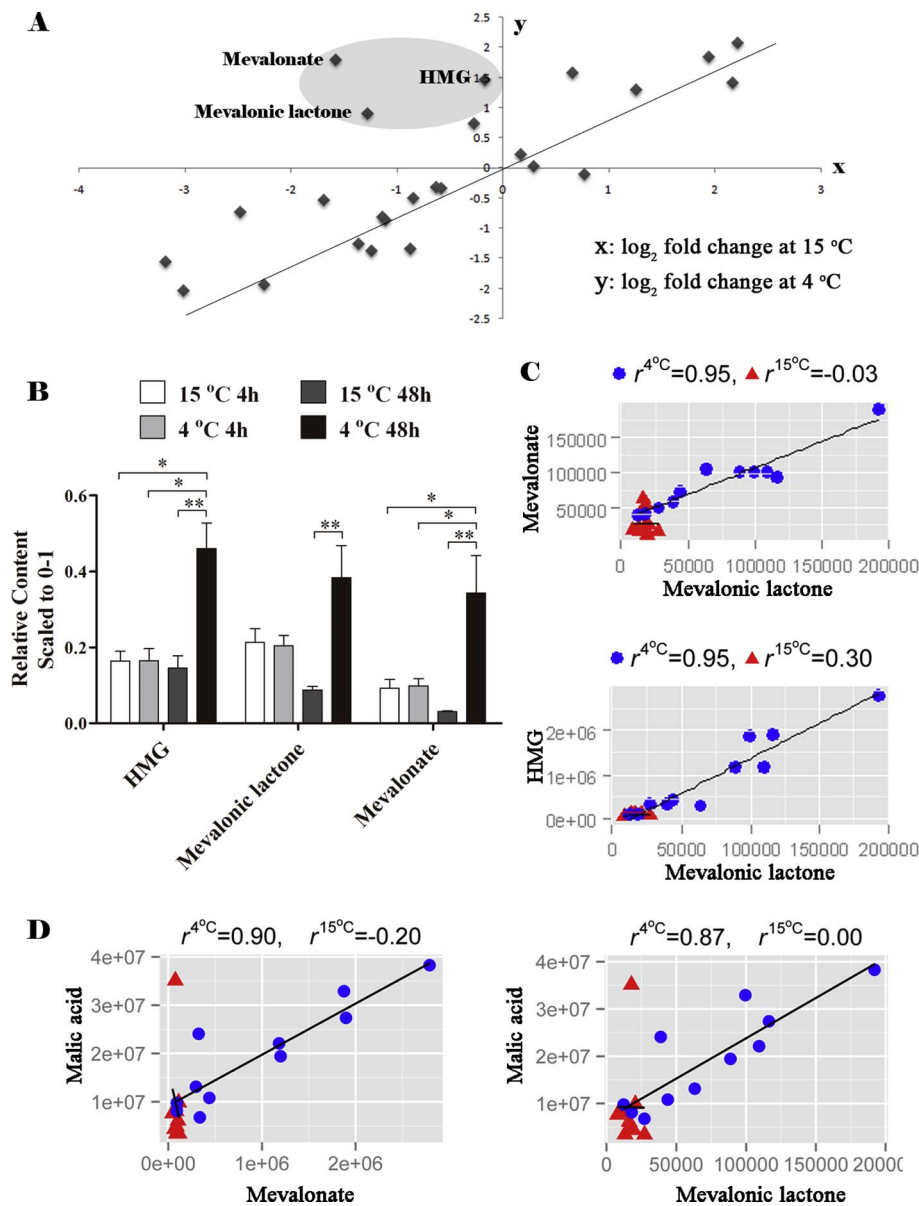 A
y
Mevalonate
HMG
Mevalonic lactone
2.5
2
1.5
1
0.5
0
-4 -3 -2 -1 0 1 2 3
x
-0.5
-1
-1.5
-2
-2.5
x: log2 fold change at 15 °C
y: log2 fold change at 4 °C
B
15 °C 4h
15 °C 48h
4 °C 4h
4 °C 48h
Relative Content
Scaled to 0-1
0.6
0.4
0.2
0.0
*
*
**
**
*
*
**
HMG
Mevalonic lactone
Mevalonate
C
r4°C=0.95, r15°C=-0.03
Mevalonate
150000
100000
50000
0 50000 100000 150000 200000
Mevalonic lactone
r4°C=0.95, r15°C=0.30
HMG
2e+06
1e+06
0e+00
0 50000 100000 150000 200000
Mevalonic lactone
D
r4°C=0.90, r15°C=-0.20
Malic acid
4e+07
3e+07
2e+07
1e+07
0e+00 1e+06 2e+06
Mevalonate
r4°C=0.87, r15°C=0.00
Malic acid
4e+07
3e+07
2e+07
1e+07
0 50000 100000 150000 20000
Mevalonic lactone